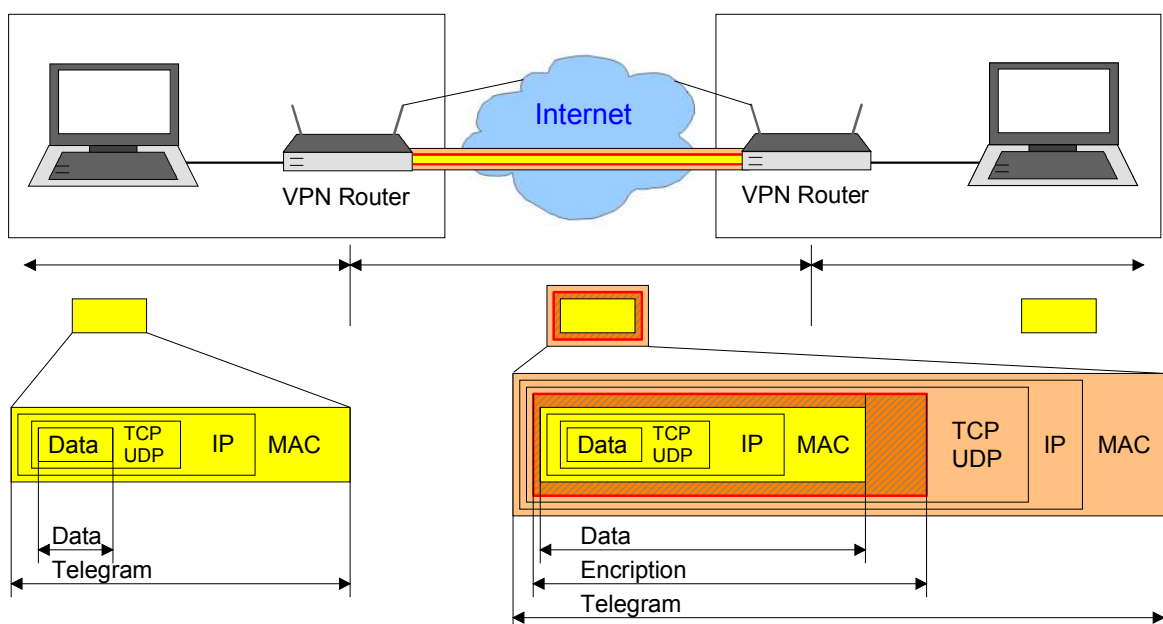 Internet
VPN Router
VPN Router
Data
TCP
UDP
IP
MAC
Data
Telegram
Data
TCP
UDP
IP
MAC
TCP
UDP
IP
MAC
Data
Encription
Telegram